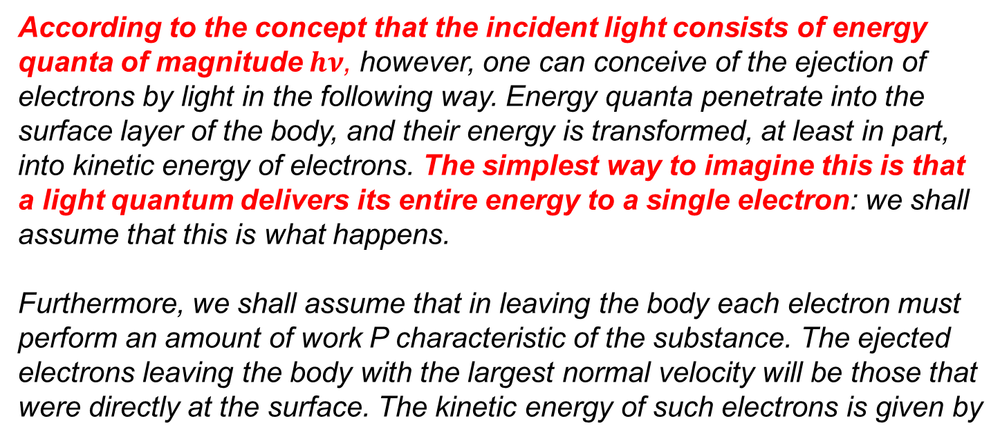 According to the concept that the incident light consists of energy
quanta of magnitude hν, however, one can conceive of the ejection of
electrons by light in the following way. Energy quanta penetrate into the
surface layer of the body, and their energy is transformed, at least in part,
into kinetic energy of electrons. The simplest way to imagine this is that
a light quantum delivers its entire energy to a single electron: we shall
assume that this is what happens.
Furthermore, we shall assume that in leaving the body each electron must
perform an amount of work P characteristic of the substance. The ejected
electrons leaving the body with the largest normal velocity will be those that
were directly at the surface. The kinetic energy of such electrons is given by